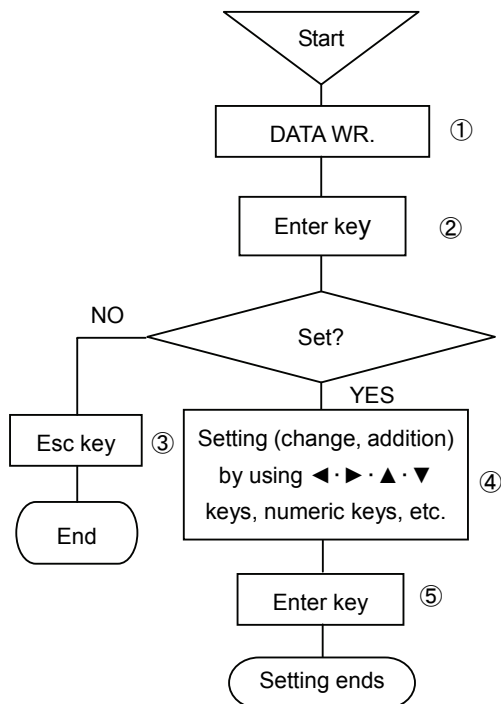 Start
DATA WR. ①
Enter key ②
NO
Set?
YES
Esc key ③
Setting (change, addition)
by using ◄・►・▲・▼
keys, numeric keys, etc. ④
End
Enter key ⑤
Setting ends